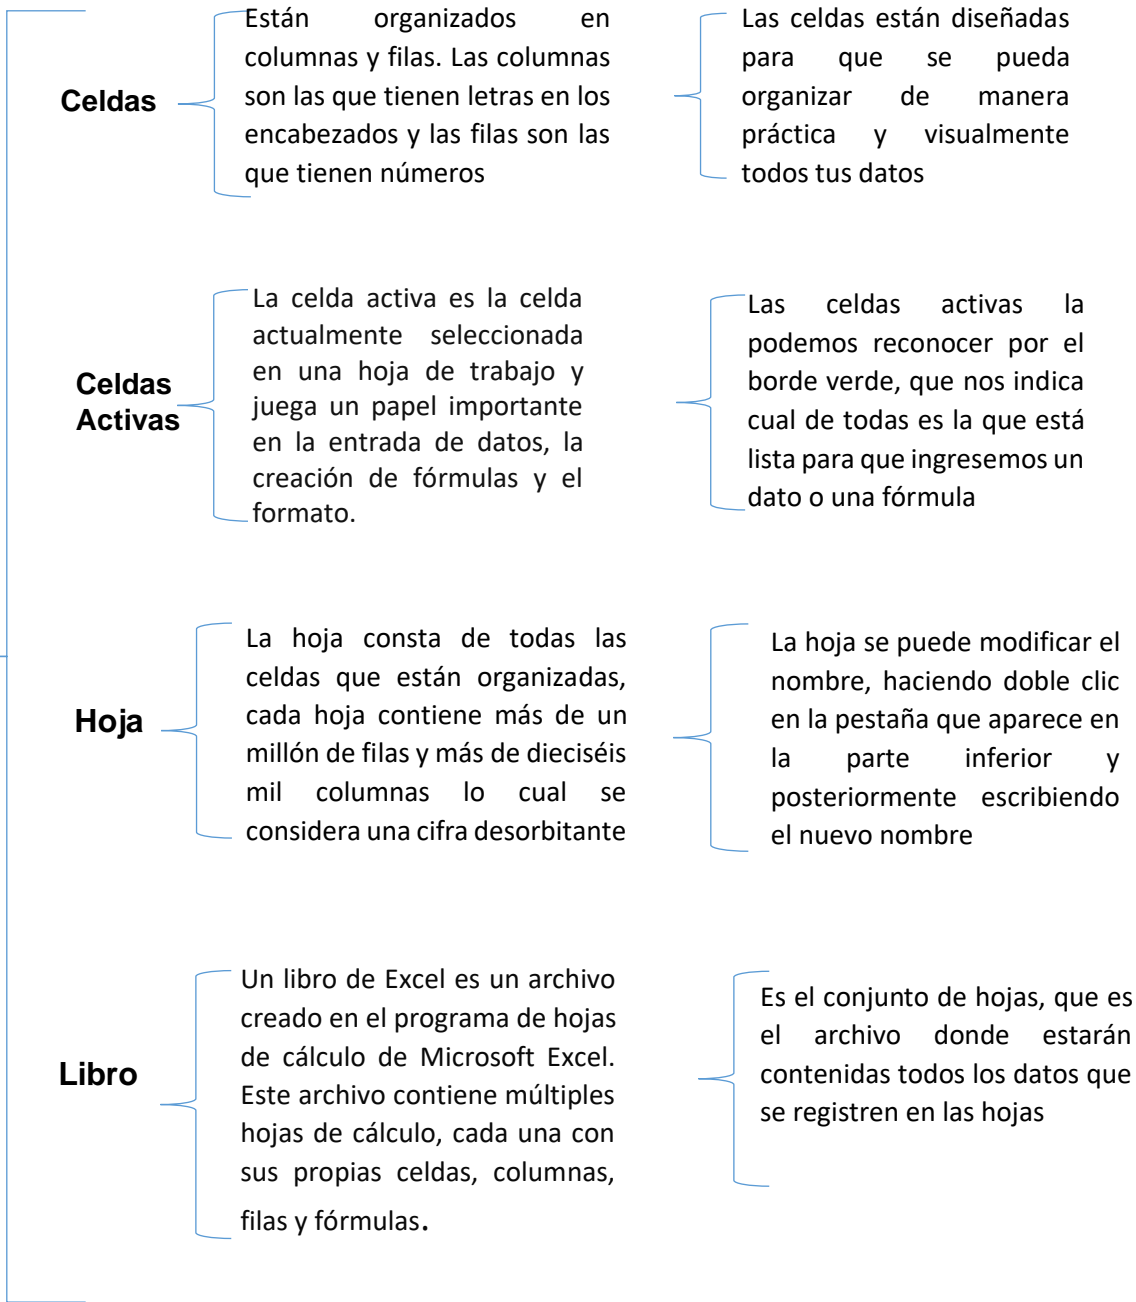 Celdas
Están organizados en
columnas y filas. Las columnas
son las que tienen letras en los
encabezados y las filas son las
que tienen números
Las celdas están diseñadas
para que se pueda
organizar de manera
práctica y visualmente
todos tus datos
Celdas
Activas
La celda activa es la celda
actualmente seleccionada
en una hoja de trabajo y
juega un papel importante
en la entrada de datos, la
creación de fórmulas y el
formato.
Las celdas activas la
podemos reconocer por el
borde verde, que nos indica
cual de todas es la que está
lista para que ingresemos un
dato o una fórmula
Hoja
La hoja consta de todas las
celdas que están organizadas,
cada hoja contiene más de un
millón de filas y más de dieciséis
mil columnas lo cual se
considera una cifra desorbitante
La hoja se puede modificar el
nombre, haciendo doble clic
en la pestaña que aparece en
la parte inferior y
posteriormente escribiendo
el nuevo nombre
Libro
Un libro de Excel es un archivo
creado en el programa de hojas
de cálculo de Microsoft Excel.
Este archivo contiene múltiples
hojas de cálculo, cada una con
sus propias celdas, columnas,
filas y fórmulas.
Es el conjunto de hojas, que es
el archivo donde estarán
contenidas todos los datos que
se registren en las hojas